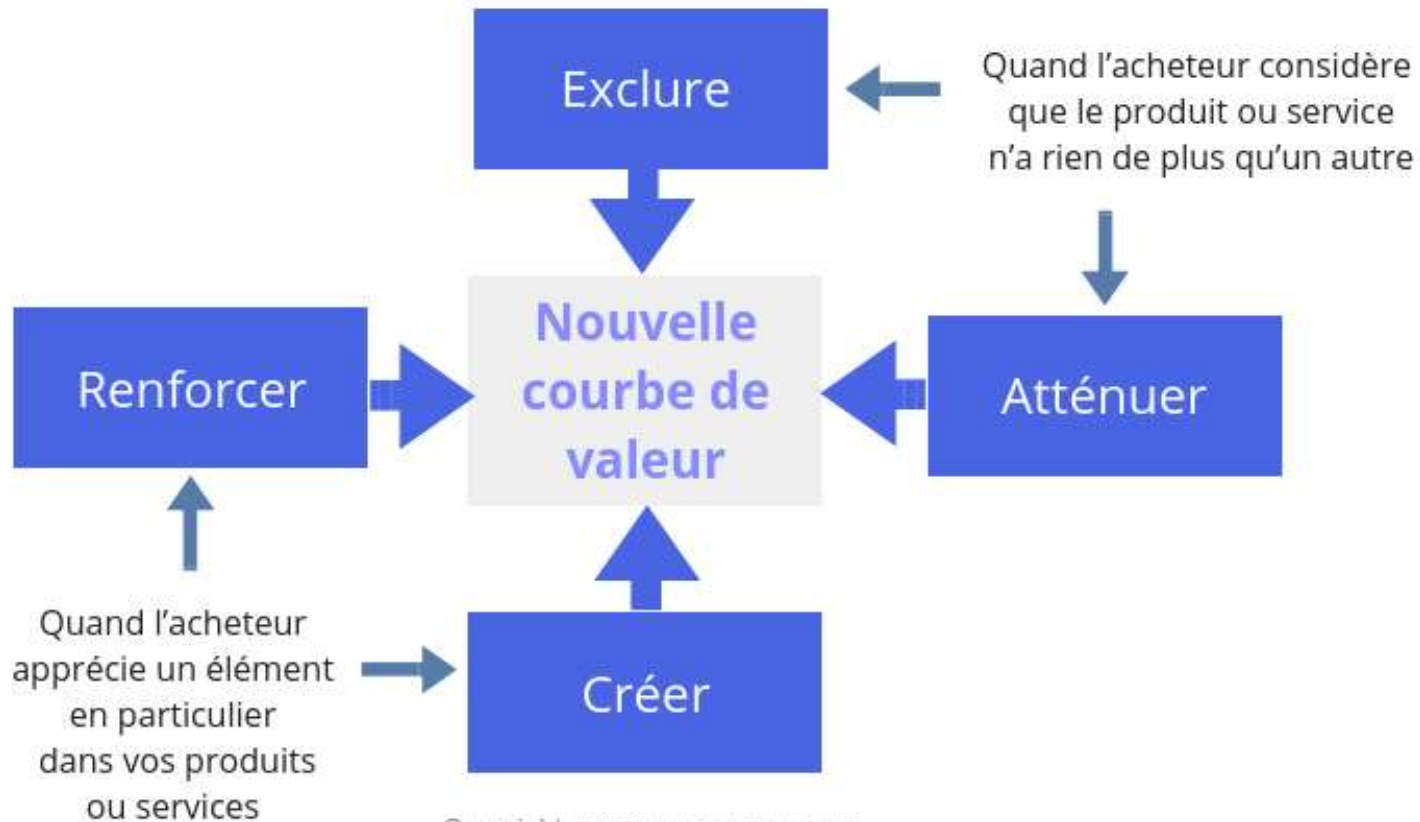 Exclure
Quand l’acheteur considère
que le produit ou service
n’a rien de plus qu’un autre
Nouvelle
courbe de
valeur
Renforcer
Atténuer
Quand l’acheteur
apprécie un élément
en particulier
dans vos produits
ou services
Créer